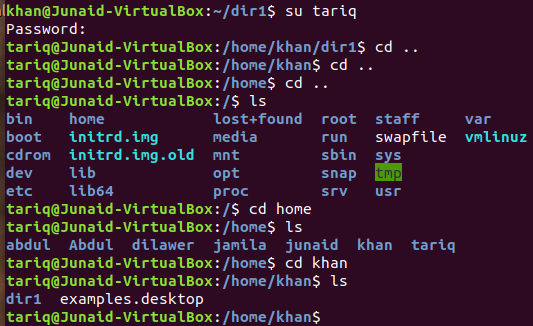 khan@Junaid-VirtualBox:~/dir1$ su tariq
Password:
tariq@Junaid-VirtualBox:/home/khan/dir1$ cd ..
tariq@Junaid-VirtualBox:/home/khan$ cd ..
tariq@Junaid-VirtualBox:/home$ cd ..
tariq@Junaid-VirtualBox:/$ ls
bin home lost+found root staff var
boot initrd.img media run swapfile vmlinuz
cdrom initrd.img.old mnt sbin sys
dev lib opt snap tmp
etc lib64 proc srv usr
tariq@Junaid-VirtualBox:/$ cd home
tariq@Junaid-VirtualBox:/home$ ls
abdul Abdul dilawer jamila junaid khan tariq
tariq@Junaid-VirtualBox:/home$ cd khan
tariq@Junaid-VirtualBox:/home/khan$ ls
dir1 examples.desktop
tariq@Junaid-VirtualBox:/home/khan$